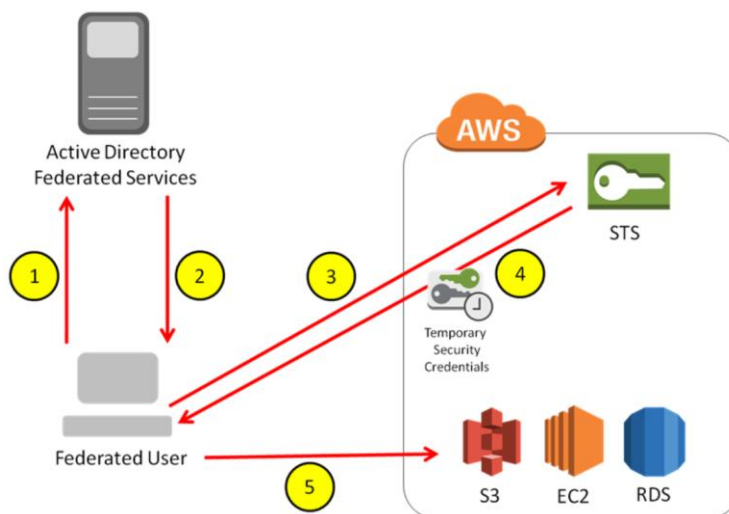 AWS
Active Directory
Federated Services
STS
1
2
3
4
Temporary
Security
Credentials
Federated User
5
S3
EC2
RDS